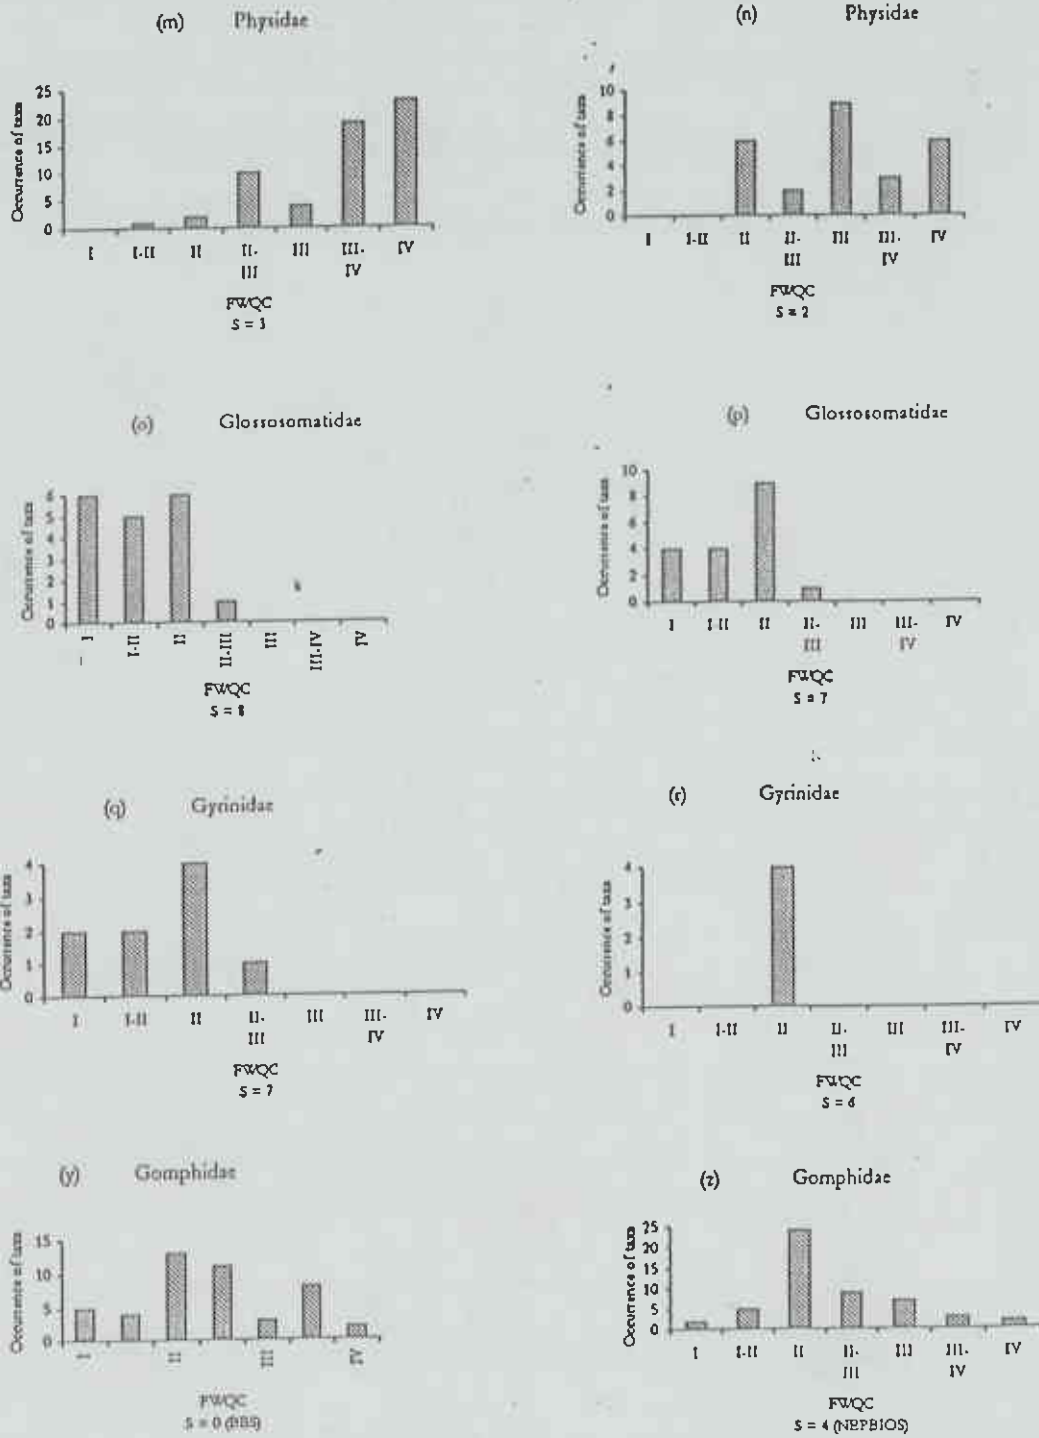 (m) Physidae
Occurrence of taxa
25
20
15
10
5
0
I I-II II II-III III III-IV IV
FWQC
(n) Physidae
Occurrence of taxa
10
8
6
4
2
0
I I-II II II-III III III-IV IV
FWQC
S = 2
(o) Glossosomatidae
Occurrence of taxa
6
5
4
3
2
1
0
I I-II II II-III III III-IV IV
FWQC
S = 8
(p) Glossosomatidae
Occurrence of taxa
10
8
6
4
2
0
I I-II II II-III III III-IV IV
FWQC
S = 7
(q) Gyrinidae
Occurrence of taxa
4
3
2
1
0
I I-II II II-III III III-IV IV
FWQC
S = 7
(r) Gyrinidae
Occurrence of taxa
4
3
2
1
0
I I-II II II-III III III-IV IV
FWQC
S = 6
(y) Gomphidae
Occurrence of taxa
15
10
5
0
I II III IV
FWQC
S = 0 (BBS)
(z) Gomphidae
Occurrence of taxa
25
20
15
10
5
0
I I-II II II-III III III-IV IV
FWQC
S = 4 (NEPBIOS)